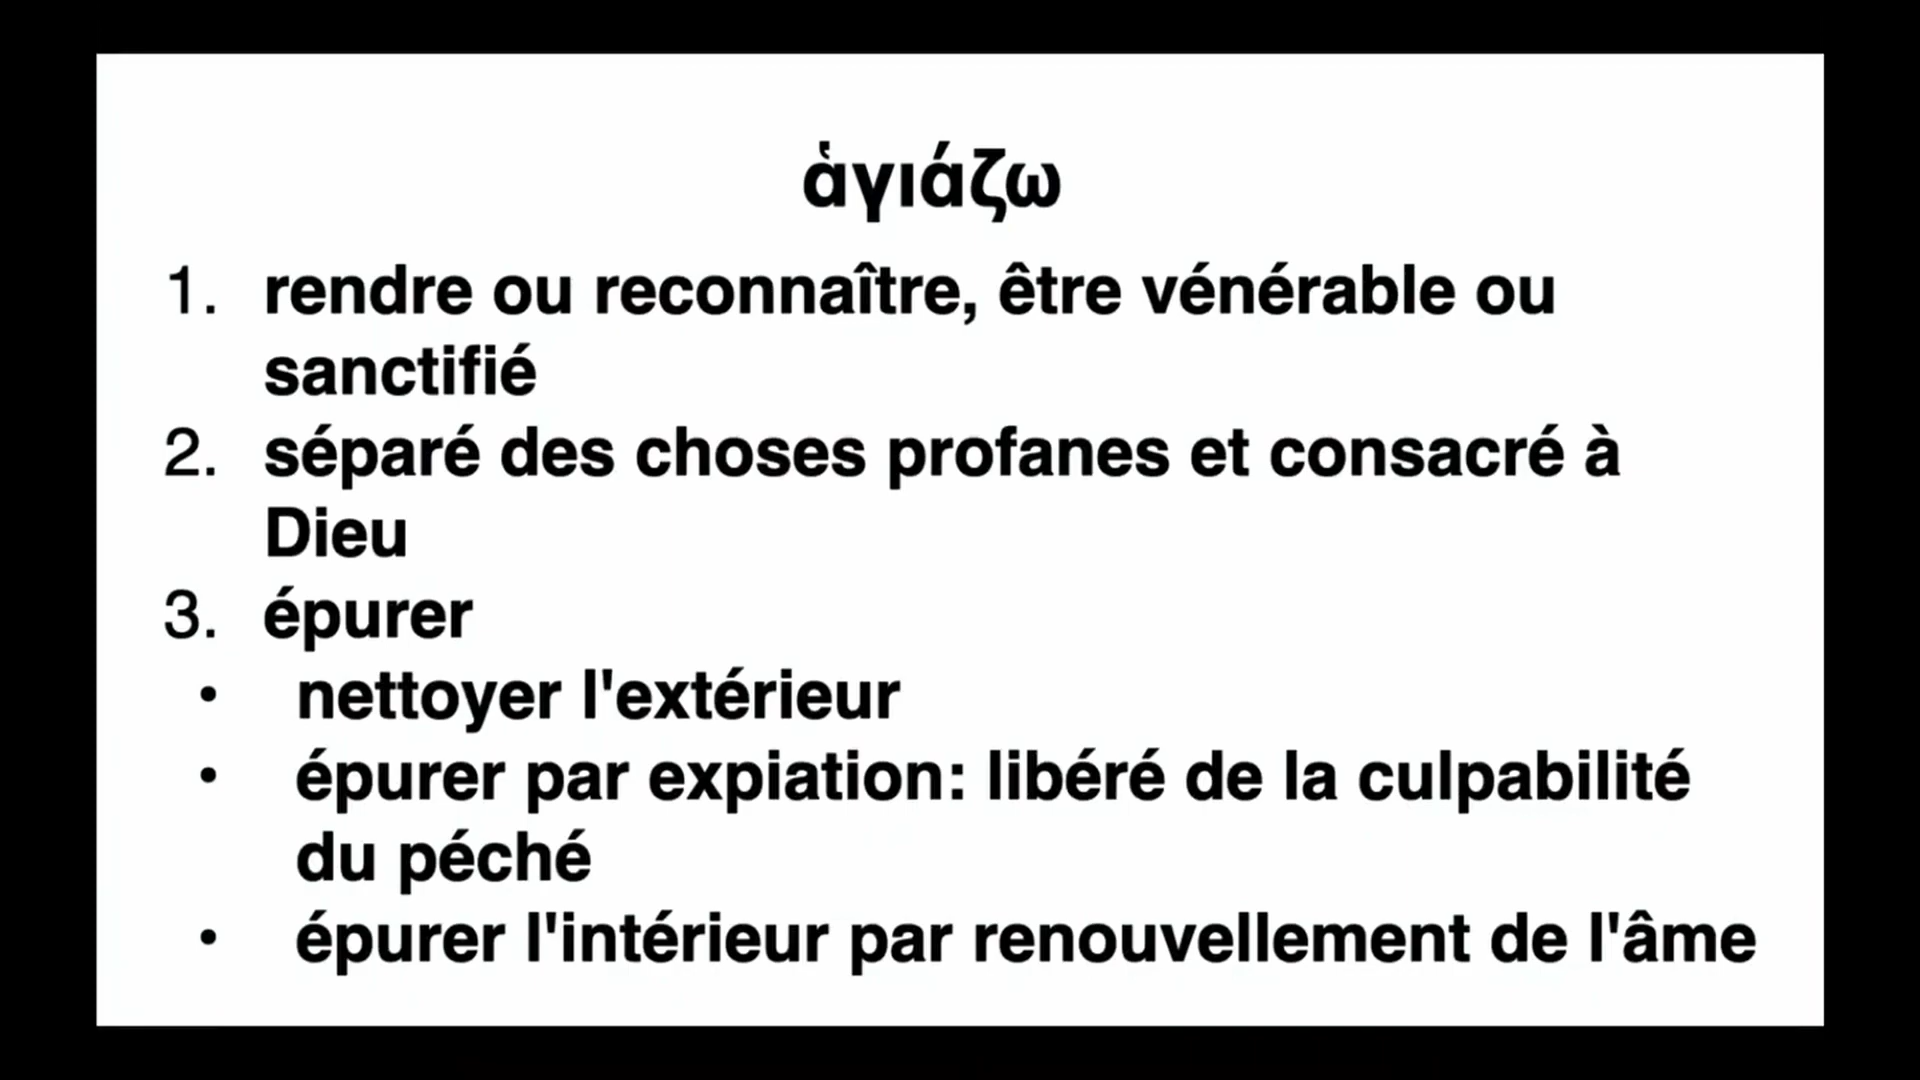 ἁγιάζω
1. rendre ou reconnaître, être vénérable ou
sanctifié
2. séparé des choses profanes et consacré à
Dieu
3. épurer
• nettoyer l'extérieur
• épurer par expiation: libéré de la culpabilité
du péché
• épurer l'intérieur par renouvellement de l'âme